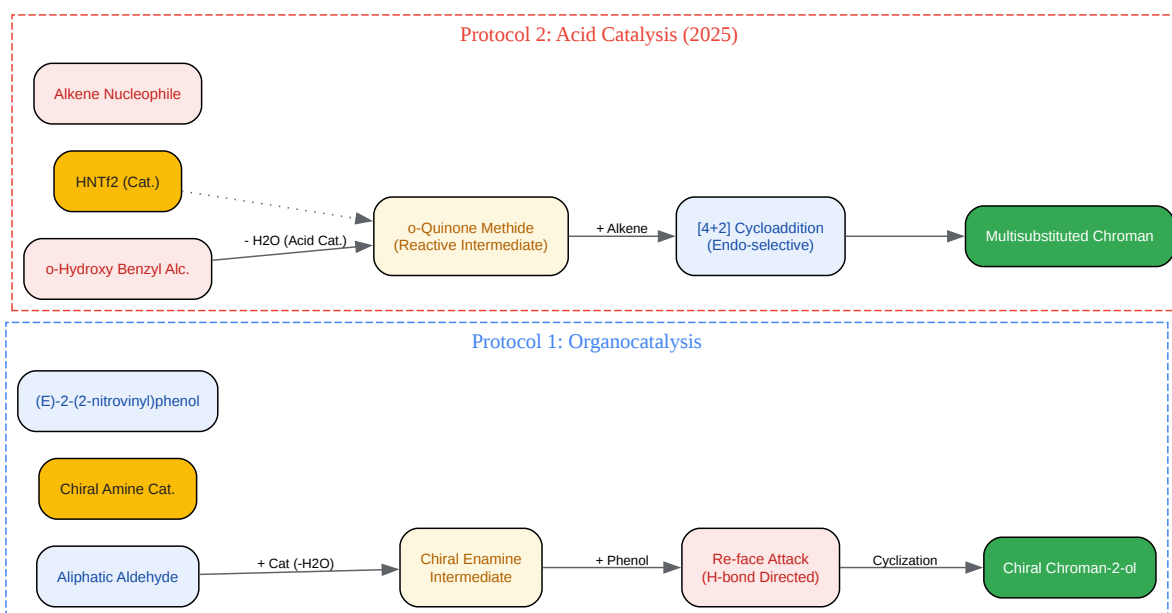 Protocol 2: Acid Catalysis (2025)
Alkene Nucleophile
HNTf2 (Cat.)
o-Hydroxy Benzyl Alc.
- H2O (Acid Cat.)
o-Quinone Methide
(Reactive Intermediate)
+ Alkene
[4+2] Cycloaddition
(Endo-selective)
Multisubstituted Chroman
Protocol 1: Organocatalysis
(E)-2-(2-nitrovinyl)phenol
Chiral Amine Cat.
Aliphatic Aldehyde
+ Cat (-H2O)
Chiral Enamine
Intermediate
+ Phenol
Re-face Attack
(H-bond Directed)
Cyclization
Chiral Chroman-2-ol